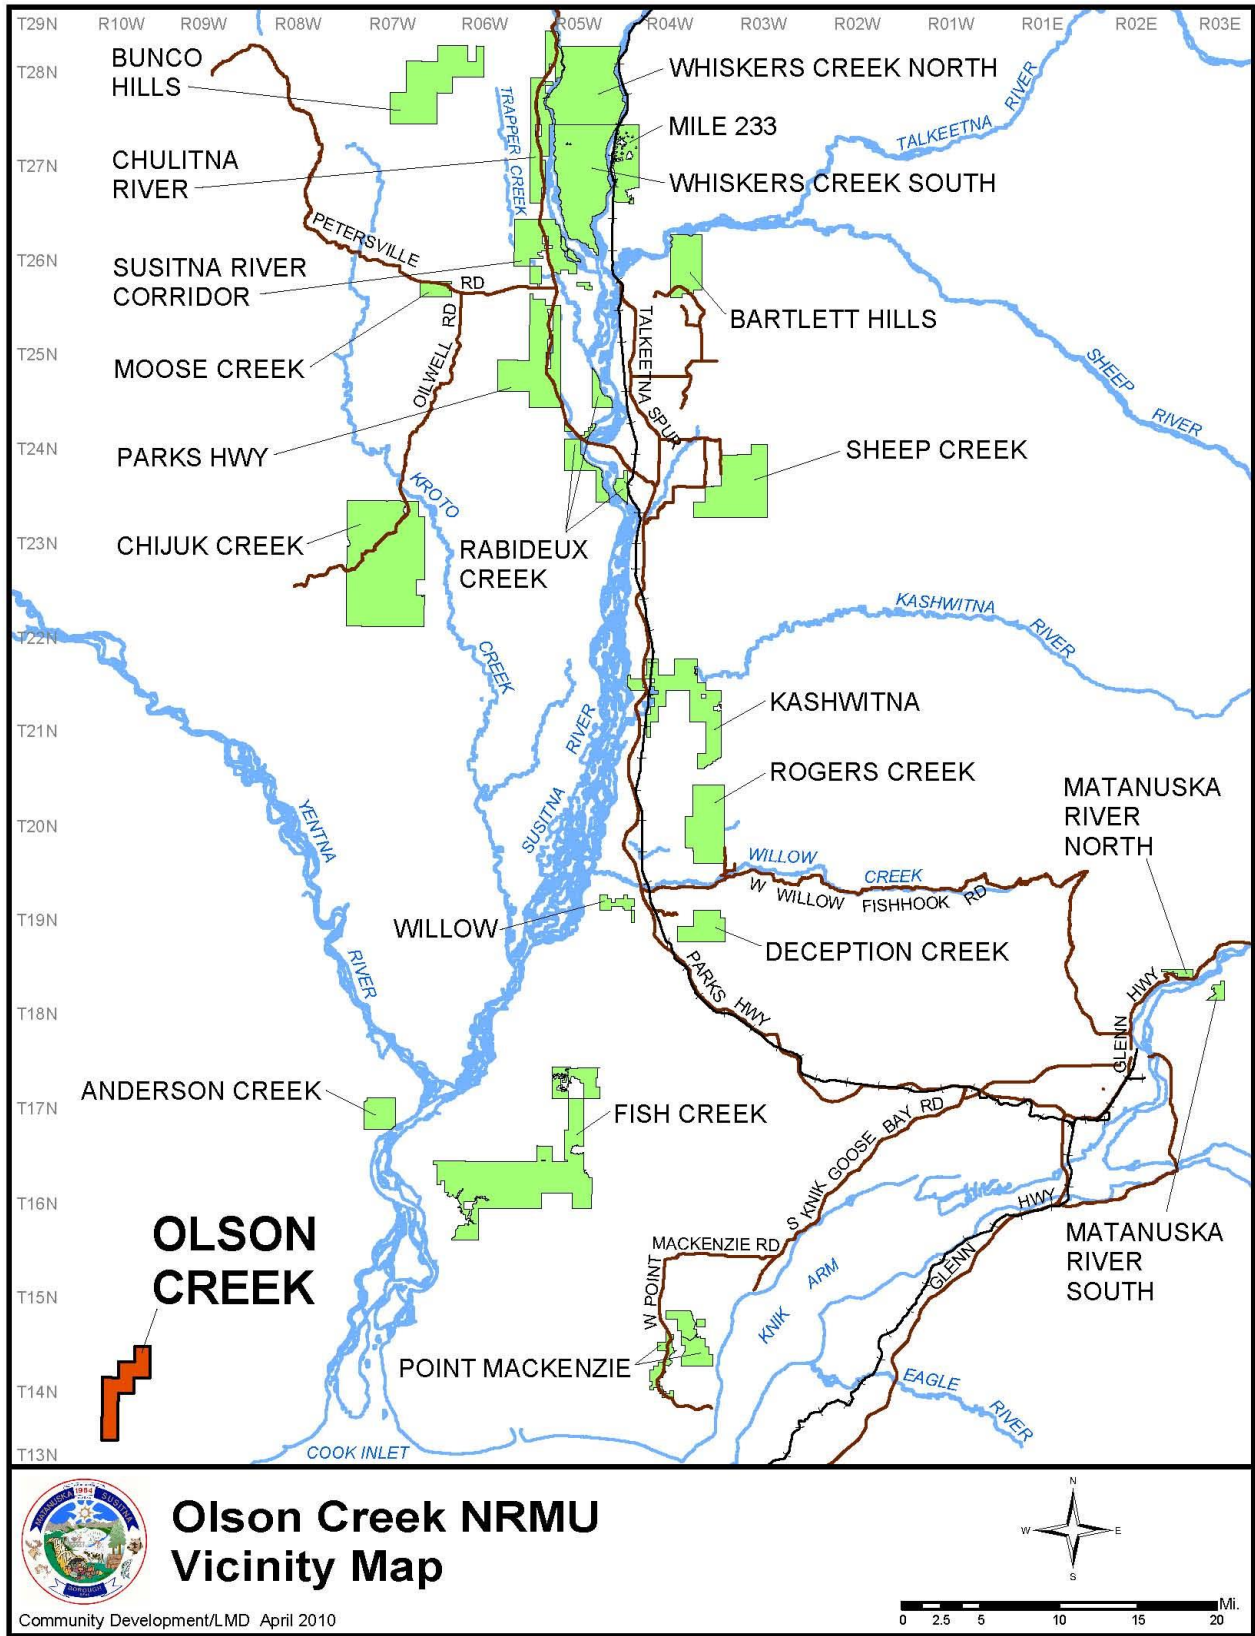 T29N R10W R09W R08W R07W R06W R05W R04W R03W R02W R01W R01E R02E R03E
T28N
T27N
T26N
T25N
T24N
T23N
T22N
T21N
T20N
T19N
T18N
T17N
T16N
T15N
T14N
T13N
BUNCO
HILLS
WHISKERS CREEK NORTH
TRAPPER CREEK
TALKEETNA RIVER
MILE 233
CHULITNA
RIVER
WHISKERS CREEK SOUTH
PETERSVILLE RD
SUSITNA RIVER
CORRIDOR
BARTLETT HILLS
OILWELL RD
TALKEETNA SPUR
MOOSE CREEK
SHEEP RIVER
PARKS HWY
SHEEP CREEK
KROTO CREEK
CHIJUK CREEK
RABIDEUX
CREEK
KASHWITNA RIVER
KASHWITNA
SUSITNA RIVER
ROGERS CREEK
MATANUSKA
RIVER
NORTH
YENTNA RIVER
WILLOW CREEK
W WILLOW FISHHOOK RD
WILLOW
DECEPTION CREEK
PARKS HWY
GLENN HWY
ANDERSON CREEK
FISH CREEK
S KNIK GOOSE BAY RD
GLENN HWY
MATANUSKA
RIVER
SOUTH
OLSON
CREEK
W POINT MACKENZIE RD
KNIK ARM
POINT MACKENZIE
EAGLE RIVER
COOK INLET
MATANUSKA 1964 SUSITNA
BOROUGH
Olson Creek NRMU
Vicinity Map
N
W E
S
Community Development/LMD April 2010
0 2.5 5 10 15 20 Mi.